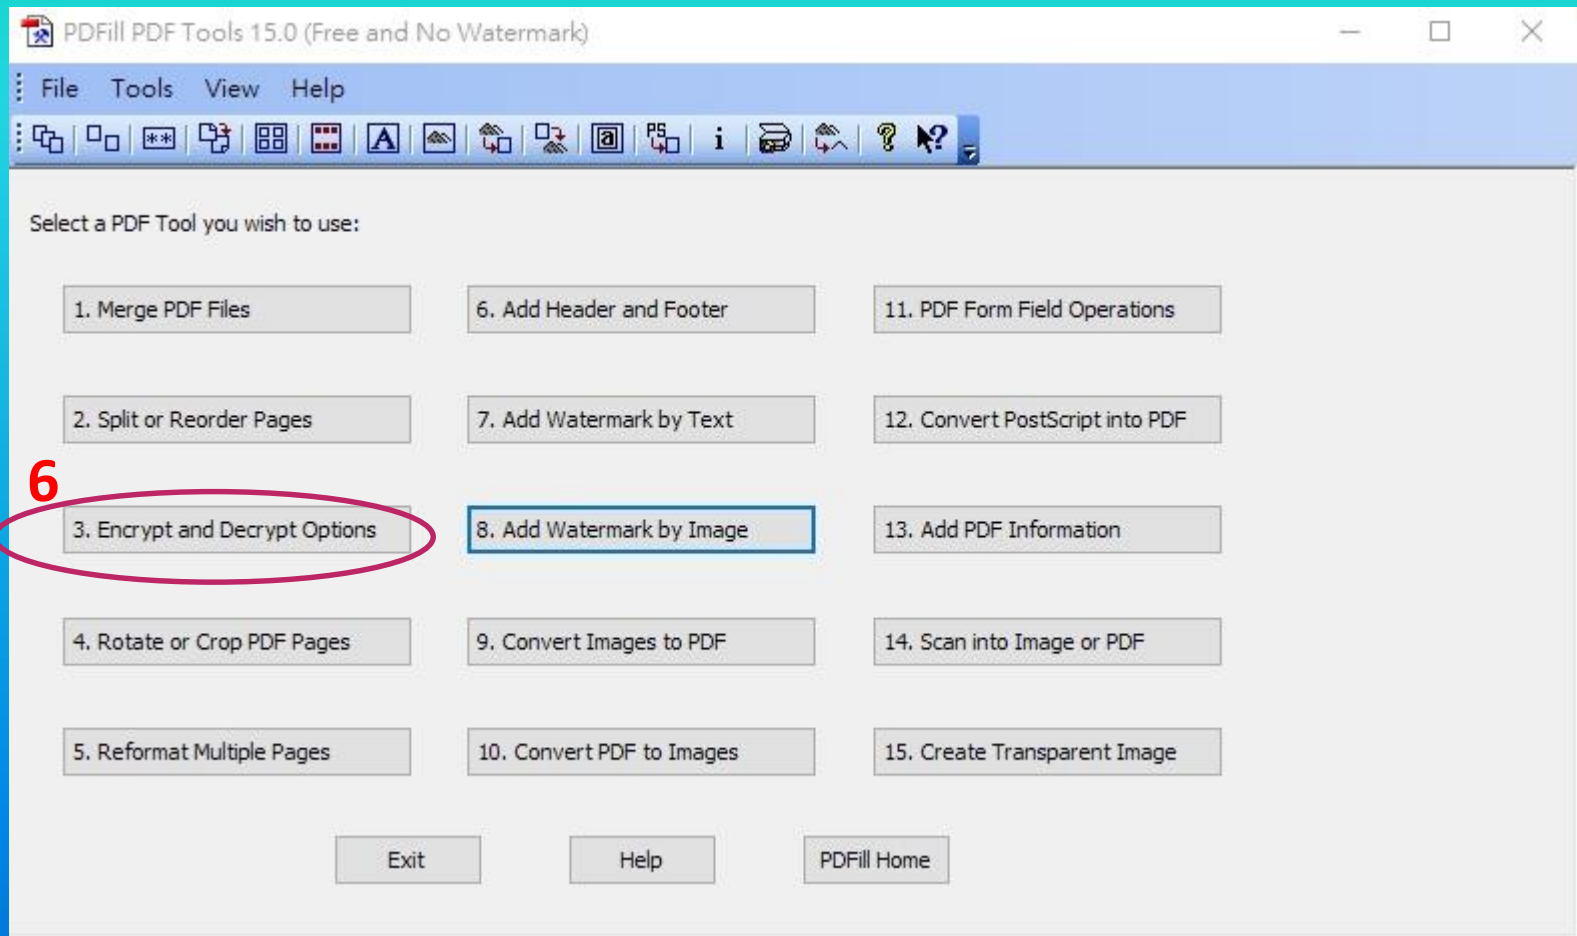 PDFill PDF Tools 15.0 (Free and No Watermark)
File Tools View Help
** A a PS i ? ?
Select a PDF Tool you wish to use:
1. Merge PDF Files 6. Add Header and Footer 11. PDF Form Field Operations
2. Split or Reorder Pages 7. Add Watermark by Text 12. Convert PostScript into PDF
6
3. Encrypt and Decrypt Options 8. Add Watermark by Image 13. Add PDF Information
4. Rotate or Crop PDF Pages 9. Convert Images to PDF 14. Scan into Image or PDF
5. Reformat Multiple Pages 10. Convert PDF to Images 15. Create Transparent Image
Exit Help PDFill Home